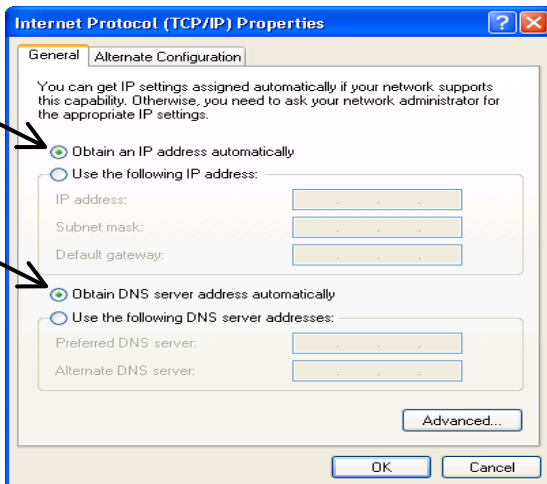 Internet Protocol (TCP/IP) Properties
General
Alternate Configuration
You can get IP settings assigned automatically if your network supports
this capability. Otherwise, you need to ask your network administrator for
the appropriate IP settings.
Obtain an IP address automatically
Use the following IP address:
IP address:
Subnet mask:
Default gateway:
Obtain DNS server address automatically
Use the following DNS server addresses:
Preferred DNS server:
Alternate DNS server:
Advanced...
OK
Cancel